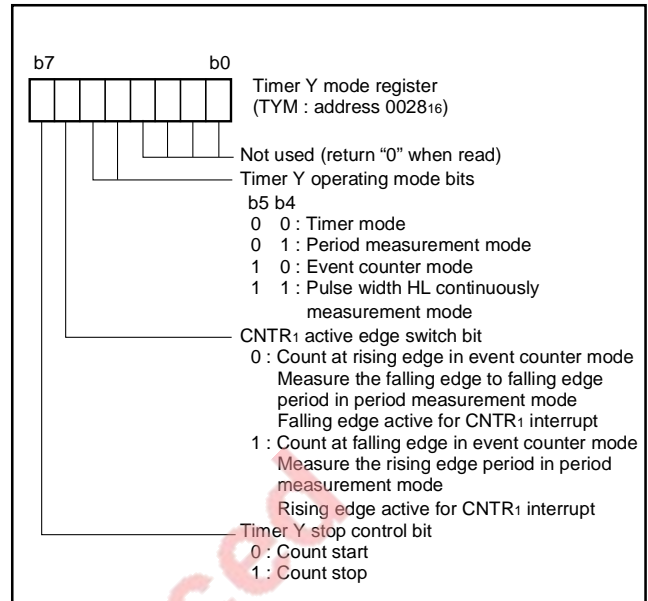 b7 b0
Timer Y mode register
(TYM : address 0028₁₆)
Not used (return “0” when read)
Timer Y operating mode bits
b5 b4
0 0 : Timer mode
0 1 : Period measurement mode
1 0 : Event counter mode
1 1 : Pulse width HL continuously
measurement mode
CNTR₁ active edge switch bit
0 : Count at rising edge in event counter mode
Measure the falling edge to falling edge
period in period measurement mode
Falling edge active for CNTR₁ interrupt
1 : Count at falling edge in event counter mode
Measure the rising edge period in period
measurement mode
Rising edge active for CNTR₁ interrupt
Timer Y stop control bit
0 : Count start
1 : Count stop